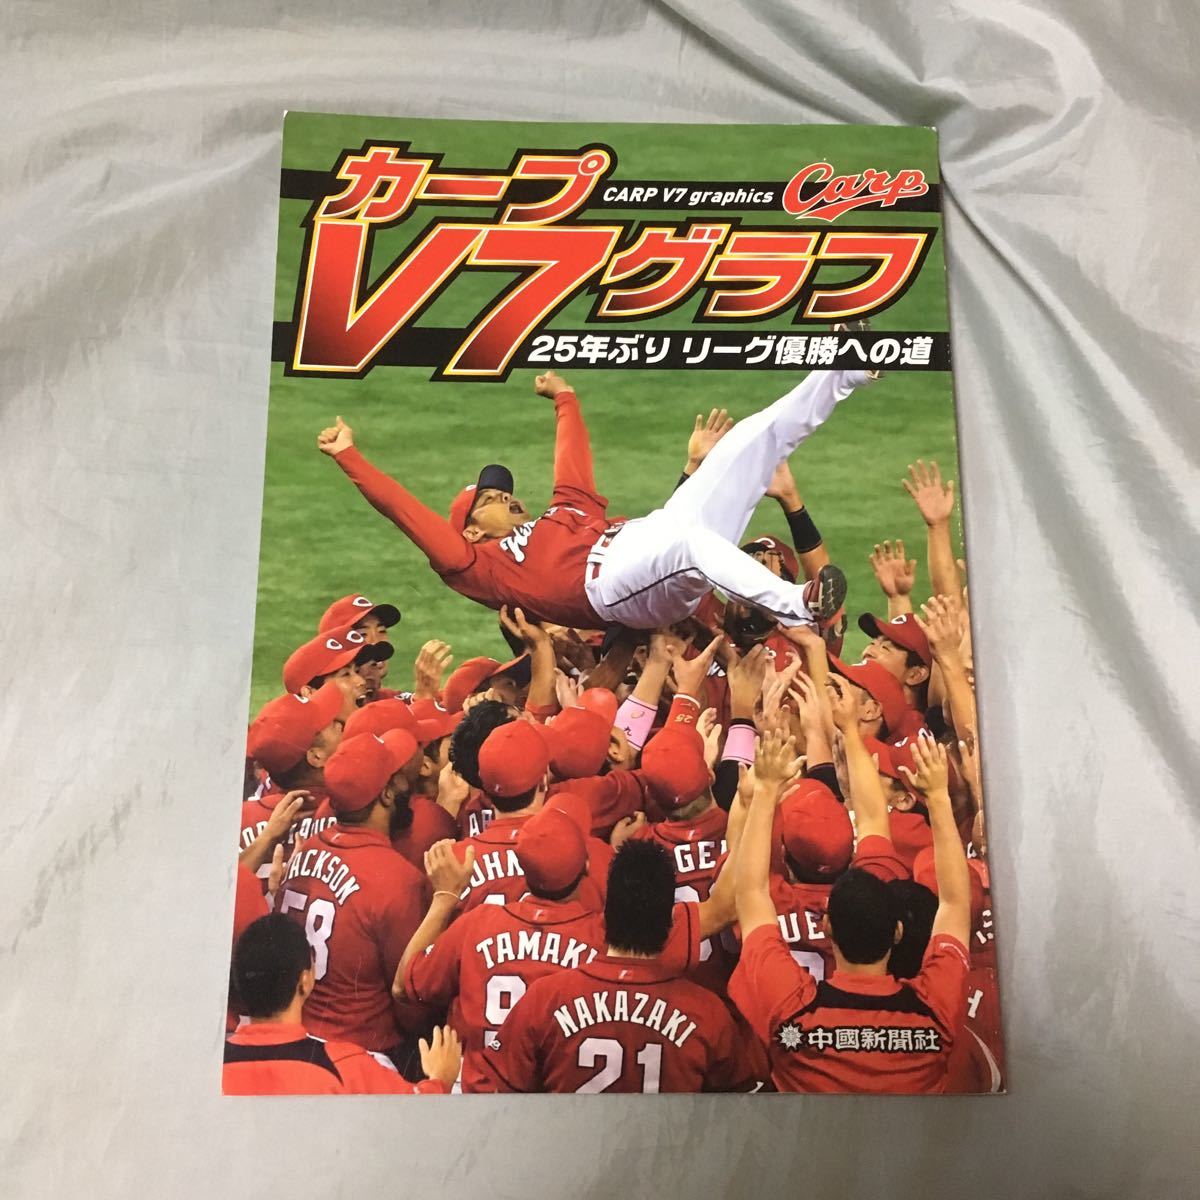 カープ
CARP V7 graphics
Carp
V7グラフ
25年ぶり リーグ優勝への道
JACKSON
58
TAMAKI
NAKAZAKI
21
中國新聞社